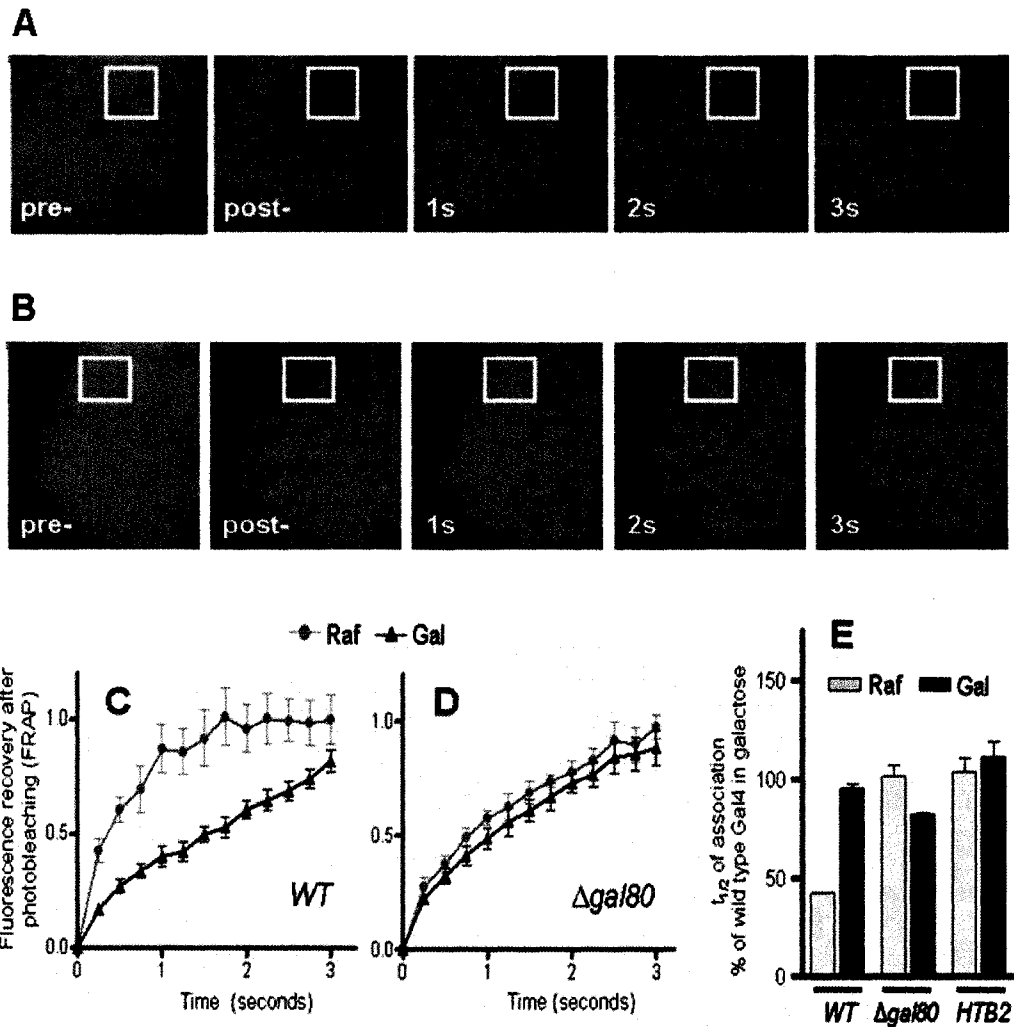 A
pre-
post-
1s
2s
3s
B
pre-
post-
1s
2s
3s
Raf Gal
C
D
E
Fluorescence recovery after
photobleaching (FRAP)
1.0
0.5
0.0
WT
0 1 2 3
Time (seconds)
1.0
0.5
0.0
Δgal80
0 1 2 3
Time (seconds)
t1/2 of association
% of wild type Gal4 in galactose
150
100
50
0
Raf Gal
WT Δgal80 HTB2